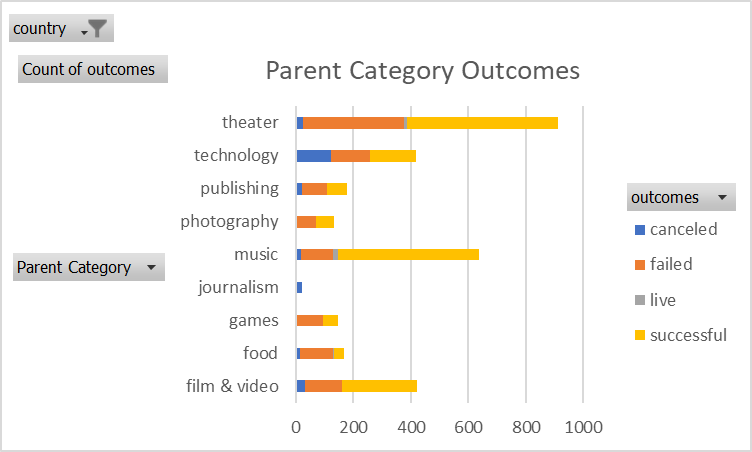 country
Count of outcomes
Parent Category Outcomes
theater
technology
publishing
photography
music
journalism
games
food
film & video
0 200 400 600 800 1000
Parent Category
outcomes
canceled
failed
live
successful